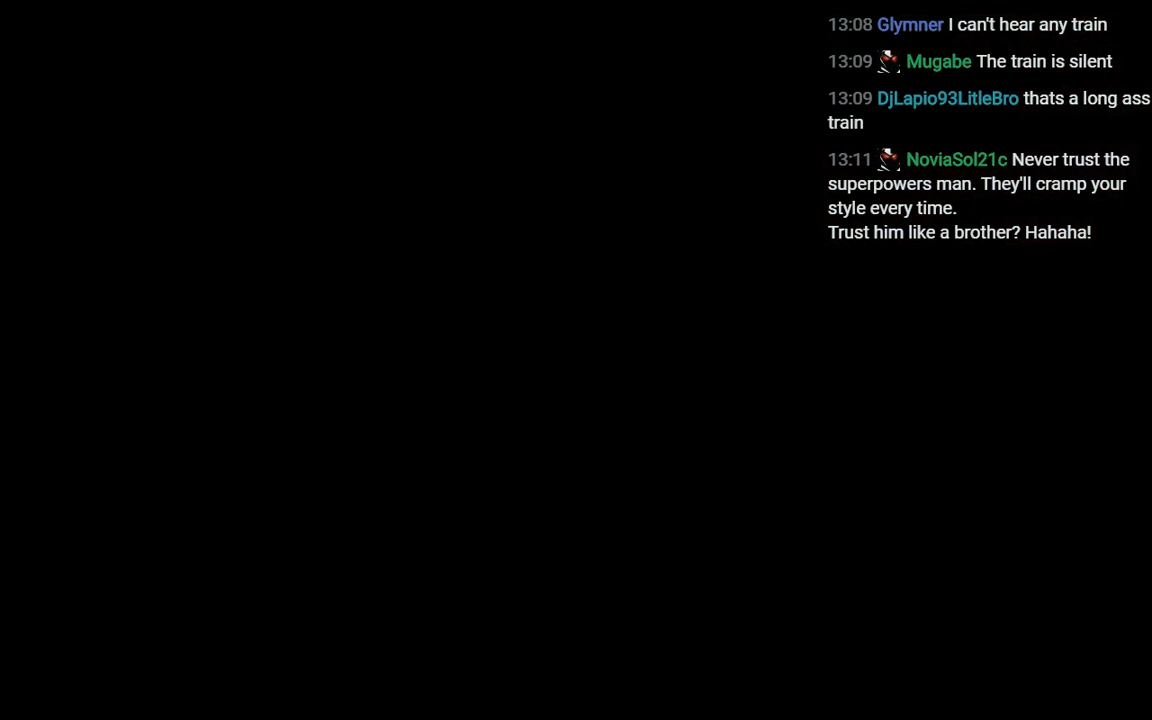 13:08 Glymner I can't hear any train
13:09 Mugabe The train is silent
13:09 DjLapio93LitleBro thats a long ass
train
13:11 NoviaSol21c Never trust the
superpowers man. They'll cramp your
style every time.
Trust him like a brother? Hahaha!